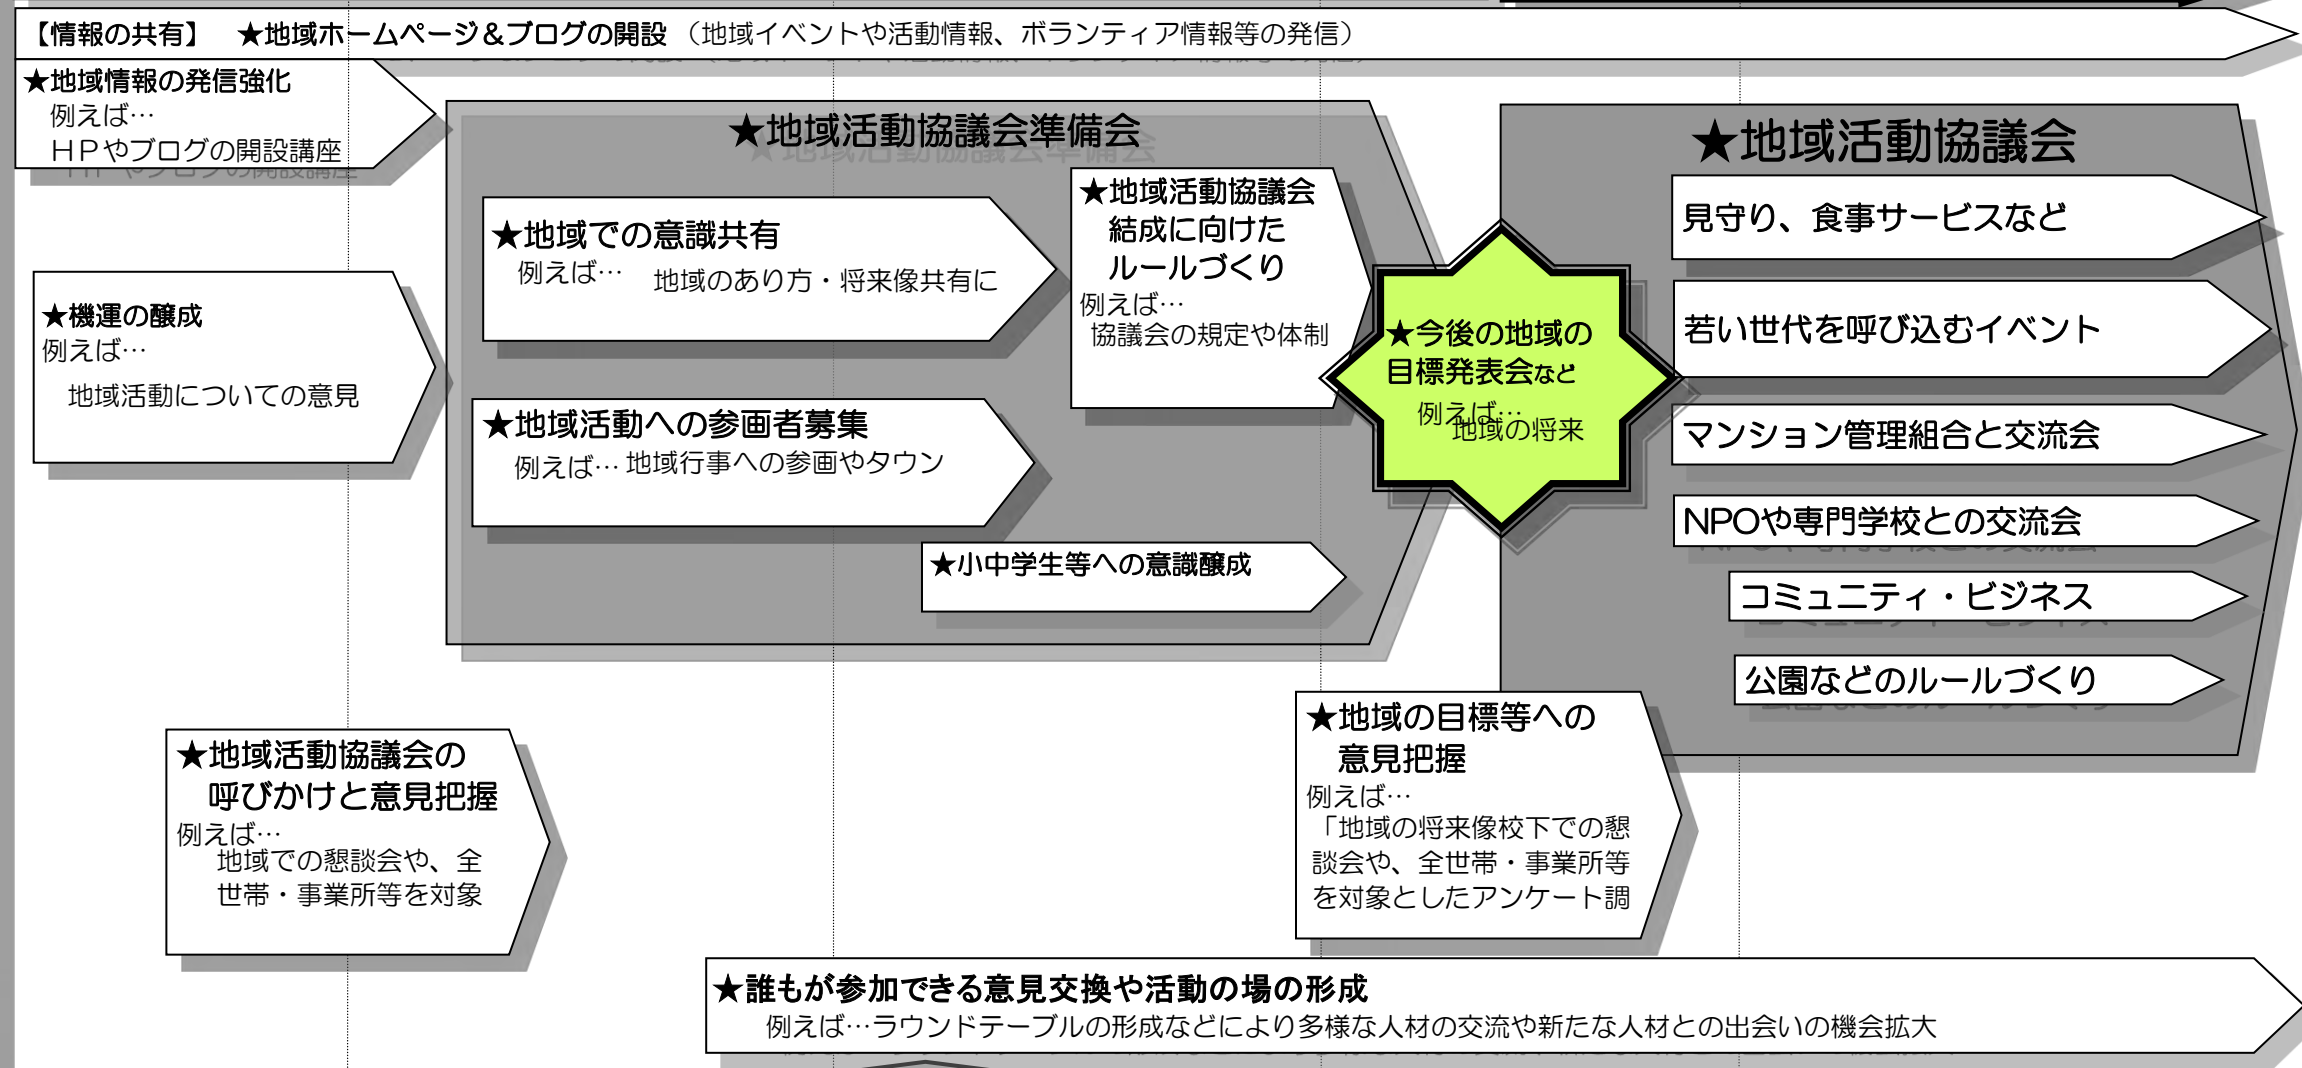 【情報の共有】　★地域ホームページ＆ブログの開設（地域イベントや活動情報、ボランティア情報等の発信）
★地域情報の発信強化
例えば…
ＨＰやブログの開設講座
★機運の醸成
例えば…
地域活動についての意見
★地域活動協議会準備会
★地域での意識共有
例えば…　地域のあり方・将来像共有に
★地域活動への参画者募集
例えば…地域行事への参画やタウン
★小中学生等への意識醸成
★地域活動協議会
結成に向けた
ルールづくり
例えば…
協議会の規定や体制
★今後の地域の
目標発表会など
例えば…
地域の将来
★地域活動協議会
見守り、食事サービスなど
若い世代を呼び込むイベント
マンション管理組合と交流会
NPOや専門学校との交流会
コミュニティ・ビジネス
公園などのルールづくり
★地域活動協議会の
呼びかけと意見把握
例えば…
地域での懇談会や、全
世帯・事業所等を対象
★地域の目標等への
意見把握
例えば…
「地域の将来像校下での懇
談会や、全世帯・事業所等
を対象としたアンケート調
★誰もが参加できる意見交換や活動の場の形成
例えば…ラウンドテーブルの形成などにより多様な人材の交流や新たな人材との出会いの機会拡大